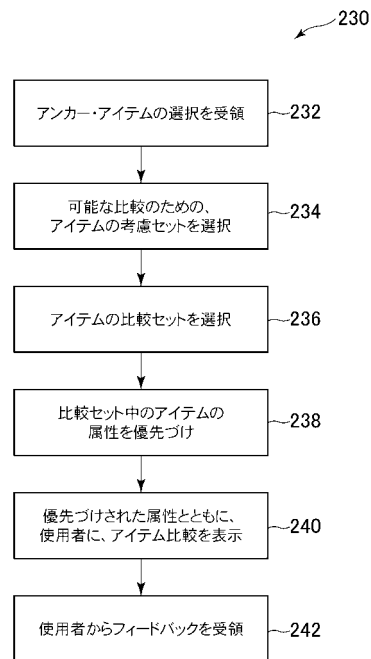 230
アンカー・アイテムの選択を受領
232
可能な比較のための、
アイテムの考慮セットを選択
234
アイテムの比較セットを選択
236
比較セット中のアイテムの
属性を優先づけ
238
優先づけされた属性とともに、
使用者に、アイテム比較を表示
240
使用者からフィードバックを受領
242